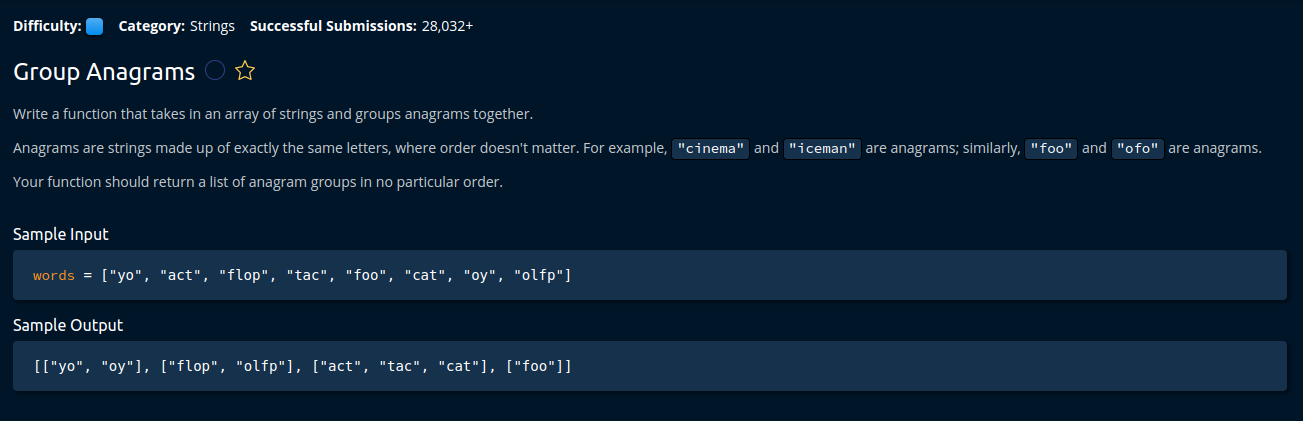 Difficulty: Category: Strings Successful Submissions: 28,032+
Group Anagrams
Write a function that takes in an array of strings and groups anagrams together.
Anagrams are strings made up of exactly the same letters, where order doesn't matter. For example, "cinema" and "iceman" are anagrams; similarly, "foo" and "ofo" are anagrams.
Your function should return a list of anagram groups in no particular order.
Sample Input
words = ["yo", "act", "flop", "tac", "foo", "cat", "oy", "olfp"]
Sample Output
[["yo", "oy"], ["flop", "olfp"], ["act", "tac", "cat"], ["foo"]]